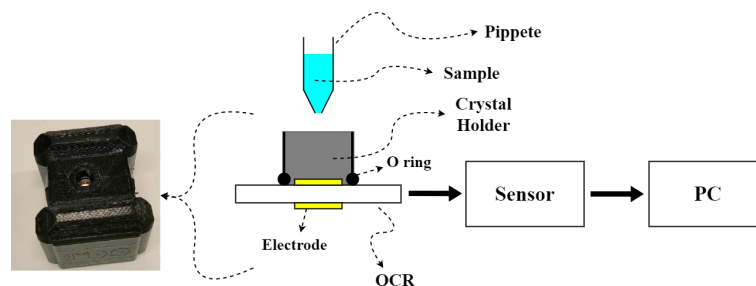 Pippete
Sample
Crystal
Holder
O ring
Sensor
PC
Electrode
OCR